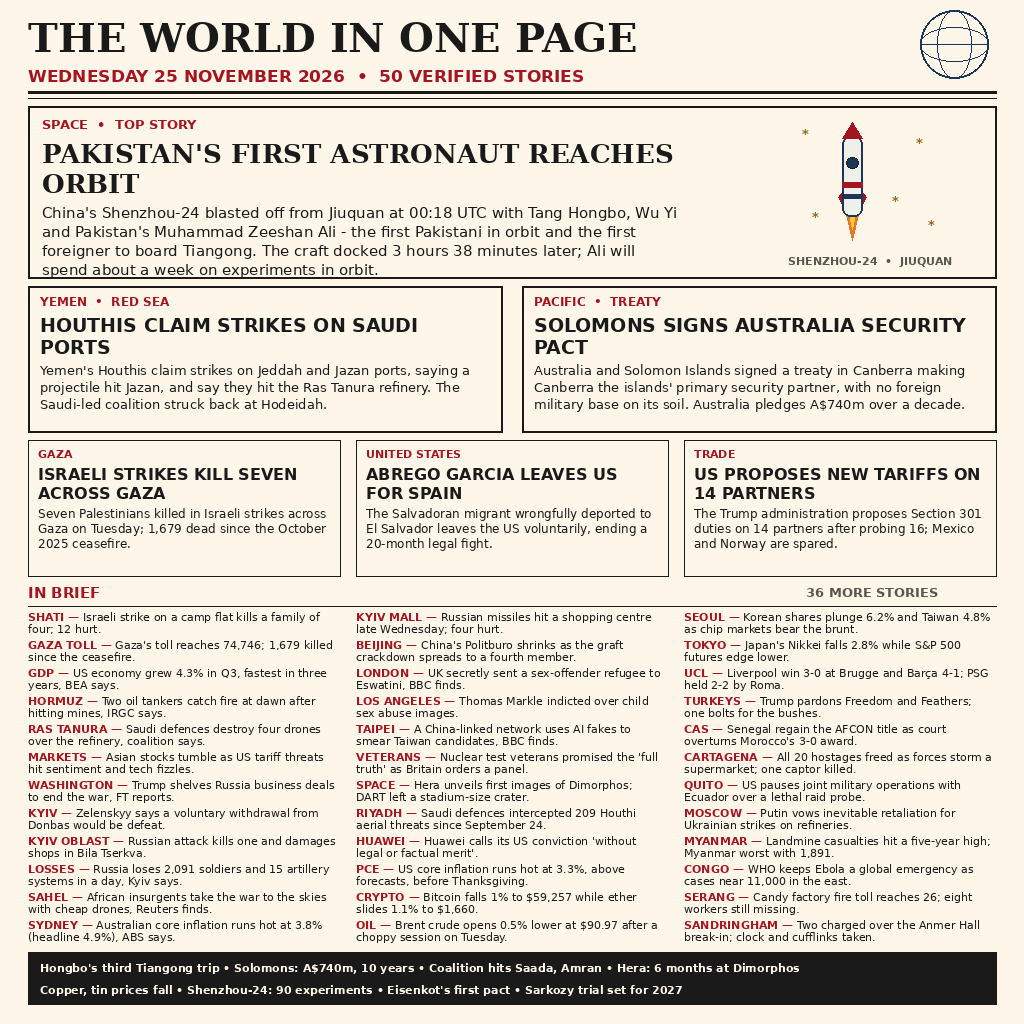 THE WORLD IN ONE PAGE
WEDNESDAY 25 NOVEMBER 2026 • 50 VERIFIED STORIES
SPACE • TOP STORY
PAKISTAN'S FIRST ASTRONAUT REACHES
ORBIT
China's Shenzhou-24 blasted off from Jiuquan at 00:18 UTC with Tang Hongbo, Wu Yi
and Pakistan's Muhammad Zeeshan Ali - the first Pakistani in orbit and the first
foreigner to board Tiangong. The craft docked 3 hours 38 minutes later; Ali will
spend about a week on experiments in orbit.
SHENZHOU-24 • JIUQUAN
YEMEN • RED SEA
HOUTHIS CLAIM STRIKES ON SAUDI
PORTS
Yemen's Houthis claim strikes on Jeddah and Jazan ports, saying a
projectile hit Jazan, and say they hit the Ras Tanura refinery. The
Saudi-led coalition struck back at Hodeidah.
PACIFIC • TREATY
SOLOMONS SIGNS AUSTRALIA SECURITY
PACT
Australia and Solomon Islands signed a treaty in Canberra making
Canberra the islands' primary security partner, with no foreign
military base on its soil. Australia pledges A$740m over a decade.
GAZA
ISRAELI STRIKES KILL SEVEN
ACROSS GAZA
Seven Palestinians killed in Israeli strikes across
Gaza on Tuesday; 1,679 dead since the October
2025 ceasefire.
UNITED STATES
ABREGO GARCIA LEAVES US
FOR SPAIN
The Salvadoran migrant wrongfully deported to
El Salvador leaves the US voluntarily, ending a
20-month legal fight.
TRADE
US PROPOSES NEW TARIFFS ON
14 PARTNERS
The Trump administration proposes Section 301
duties on 14 partners after probing 16; Mexico
and Norway are spared.
IN BRIEF
36 MORE STORIES
SHATI — Israeli strike on a camp flat kills a family of
four; 12 hurt.
GAZA TOLL — Gaza's toll reaches 74,746; 1,679 killed
since the ceasefire.
GDP — US economy grew 4.3% in Q3, fastest in three
years, BEA says.
HORMUZ — Two oil tankers catch fire at dawn after
hitting mines, IRGC says.
RAS TANURA — Saudi defences destroy four drones
over the refinery, coalition says.
MARKETS — Asian stocks tumble as US tariff threats
hit sentiment and tech fizzles.
WASHINGTON — Trump shelves Russia business deals
to end the war, FT reports.
KYIV — Zelenskyy says a voluntary withdrawal from
Donbas would be defeat.
KYIV OBLAST — Russian attack kills one and damages
shops in Bila Tserkva.
LOSSES — Russia loses 2,091 soldiers and 15 artillery
systems in a day, Kyiv says.
SAHEL — African insurgents take the war to the skies
with cheap drones, Reuters finds.
SYDNEY — Australian core inflation runs hot at 3.8%
(headline 4.9%), ABS says.
KYIV MALL — Russian missiles hit a shopping centre
late Wednesday; four hurt.
BEIJING — China's Politburo shrinks as the graft
crackdown spreads to a fourth member.
LONDON — UK secretly sent a sex-offender refugee to
Eswatini, BBC finds.
LOS ANGELES — Thomas Markle indicted over child
sex abuse images.
TAIPEI — A China-linked network uses AI fakes to
smear Taiwan candidates, BBC finds.
VETERANS — Nuclear test veterans promised the 'full
truth' as Britain orders a panel.
SPACE — Hera unveils first images of Dimorphos;
DART left a stadium-size crater.
RIYADH — Saudi defences intercepted 209 Houthi
aerial threats since September 24.
HUAWEI — Huawei calls its US conviction 'without
legal or factual merit'.
PCE — US core inflation runs hot at 3.3%, above
forecasts, before Thanksgiving.
CRYPTO — Bitcoin falls 1% to $59,257 while ether
slides 1.1% to $1,660.
OIL — Brent crude opens 0.5% lower at $90.97 after a
choppy session on Tuesday.
SEOUL — Korean shares plunge 6.2% and Taiwan 4.8%
as chip markets bear the brunt.
TOKYO — Japan's Nikkei falls 2.8% while S&P 500
futures edge lower.
UCL — Liverpool win 3-0 at Brugge and Barça 4-1; PSG
held 2-2 by Roma.
TURKEYS — Trump pardons Freedom and Feathers;
one bolts for the bushes.
CAS — Senegal regain the AFCON title as court
overturns Morocco's 3-0 award.
CARTAGENA — All 20 hostages freed as forces storm a
supermarket; one captor killed.
QUITO — US pauses joint military operations with
Ecuador over a lethal raid probe.
MOSCOW — Putin vows inevitable retaliation for
Ukrainian strikes on refineries.
MYANMAR — Landmine casualties hit a five-year high;
Myanmar worst with 1,891.
CONGO — WHO keeps Ebola a global emergency as
cases near 11,000 in the east.
SERANG — Candy factory fire toll reaches 26; eight
workers still missing.
SANDRINGHAM — Two charged over the Anmer Hall
break-in; clock and cufflinks taken.
Hongbo's third Tiangong trip • Solomons: A$740m, 10 years • Coalition hits Saada, Amran • Hera: 6 months at Dimorphos
Copper, tin prices fall • Shenzhou-24: 90 experiments • Eisenkot's first pact • Sarkozy trial set for 2027